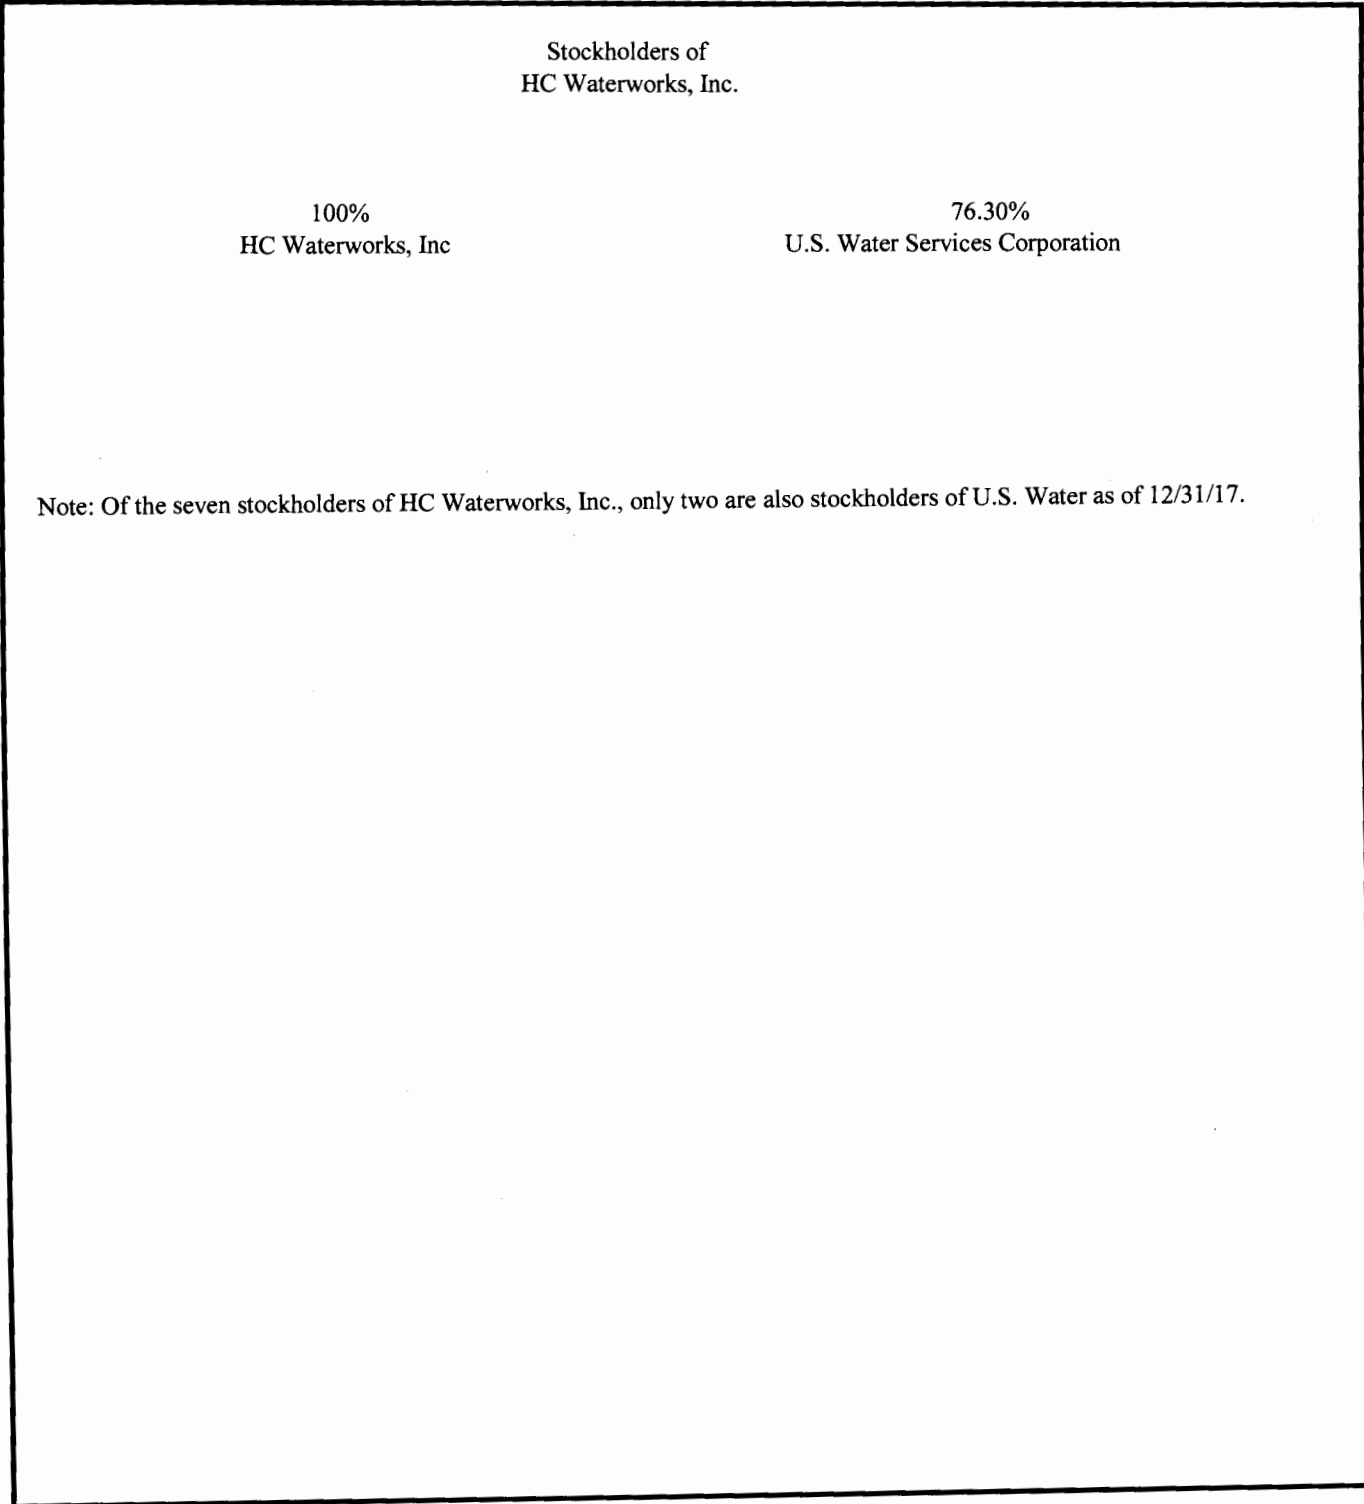 Stockholders of
HC Waterworks, Inc.
100%
HC Waterworks, Inc
76.30%
U.S. Water Services Corporation
Note: Of the seven stockholders of HC Waterworks, Inc., only two are also stockholders of U.S. Water as of 12/31/17.